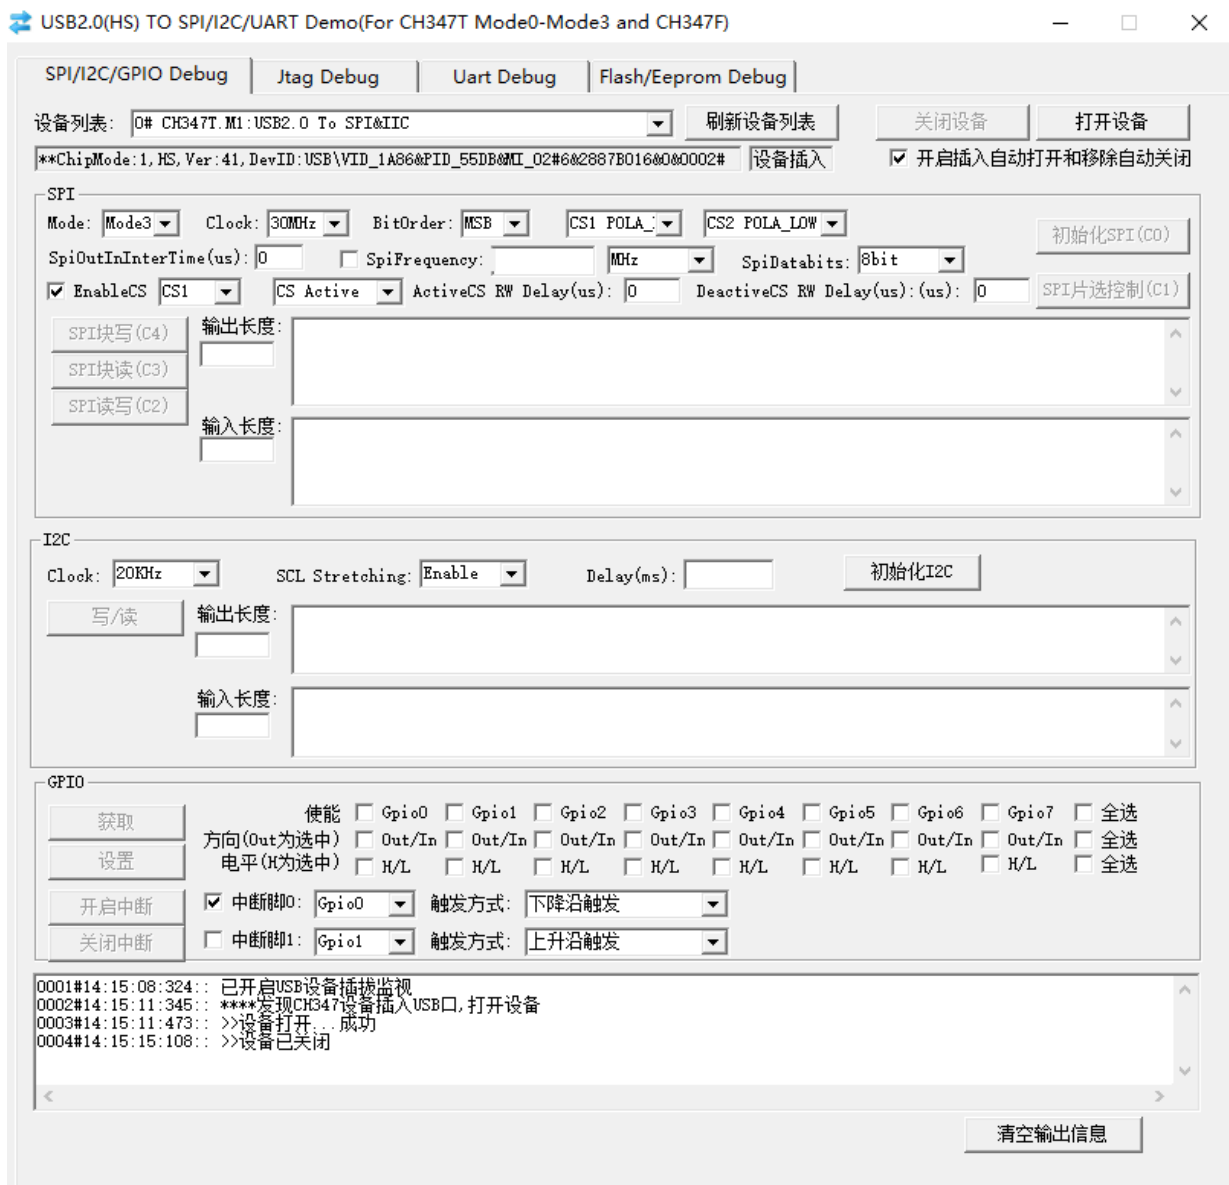 USB2.0(HS) TO SPI/I2C/UART Demo(For CH347T Mode0-Mode3 and CH347F)
SPI/I2C/GPIO Debug Jtag Debug Uart Debug Flash/Eeprom Debug
设备列表: 0# CH347T.M1:USB2.0 To SPI&IIC 刷新设备列表 关闭设备 打开设备
**ChipMode:1,HS,Ver:41,DevID:USB\VID_1A86&PID_55DB&MI_02#6&2887B016&0&0002# 设备插入 开启插入自动打开和移除自动关闭
SPI
Mode: Mode3 Clock: 30MHz BitOrder: MSB CS1 POLA_ CS2 POLA_LOW 初始化SPI(C0)
SpiOutInInterTime(us): 0 SpiFrequency: MHz SpiDatabits: 8bit
EnableCS CS1 CS Active ActiveCS RW Delay(us): 0 DeactiveCS RW Delay(us):(us): 0 SPI片选控制(C1)
SPI块写(C4) 输出长度:
SPI块读(C3)
SPI读写(C2)
输入长度:
I2C
Clock: 20KHz SCL Stretching: Enable Delay(ms): 初始化I2C
写/读 输出长度:
输入长度:
GPIO
获取 使能 Gpio0 Gpio1 Gpio2 Gpio3 Gpio4 Gpio5 Gpio6 Gpio7 全选
方向(Out为选中) Out/In Out/In Out/In Out/In Out/In Out/In Out/In Out/In 全选
设置 电平(H为选中) H/L H/L H/L H/L H/L H/L H/L H/L 全选
开启中断 中断脚0: Gpio0 触发方式: 下降沿触发
关闭中断 中断脚1: Gpio1 触发方式: 上升沿触发
0001#14:15:08:324:: 已开启USB设备插拔监视
0002#14:15:11:345:: ****发现CH347设备插入USB口,打开设备
0003#14:15:11:473:: >>设备打开...成功
0004#14:15:15:108:: >>设备已关闭
清空输出信息